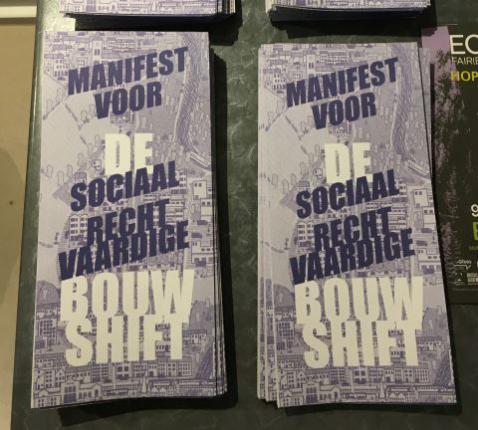 MANIFEST
VOOR
DE
SOCIAAL
RECHT
VAARDIGE
BOUW
SHIFT
MANIFEST
VOOR
DE
SOCIAAL
RECHT
VAARDIGE
BOUW
SHIFT